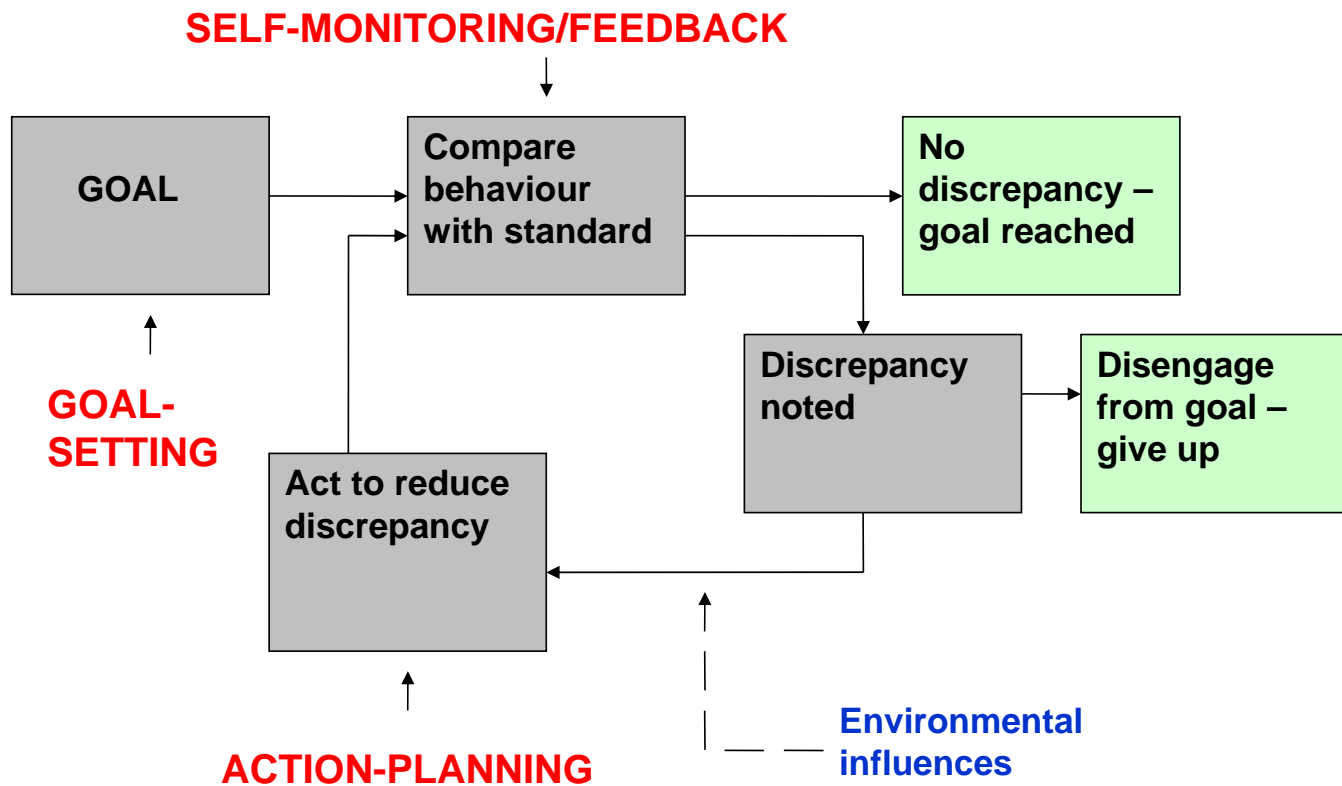 SELF-MONITORING/FEEDBACK
GOAL
Compare
behaviour
with standard
No
discrepancy –
goal reached
Discrepancy
noted
Disengage
from goal –
give up
GOAL-
SETTING
Act to reduce
discrepancy
Environmental
influences
ACTION-PLANNING